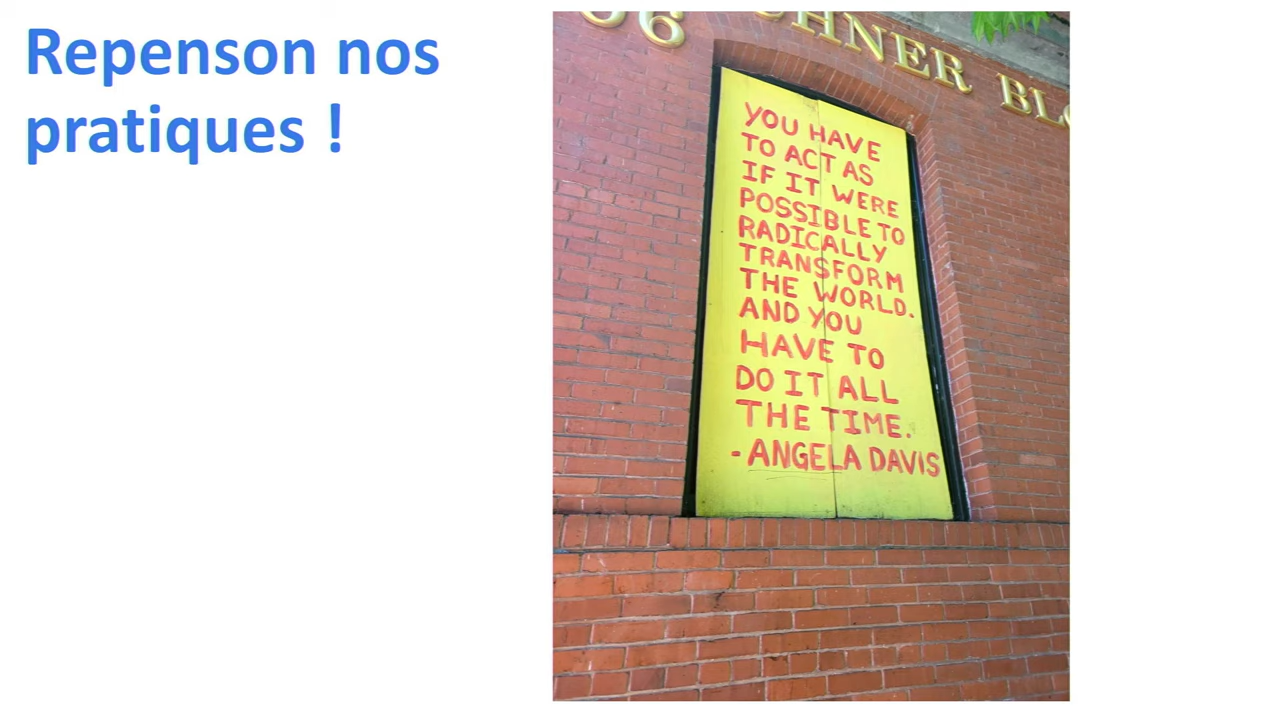 Repenson nos
pratiques !
YOU HAVE
TO ACT AS
IF IT WERE
POSSIBLE TO
RADICALLY
TRANSFORM
THE WORLD.
AND YOU
HAVE TO
DO IT ALL
THE TIME.
- ANGELA DAVIS